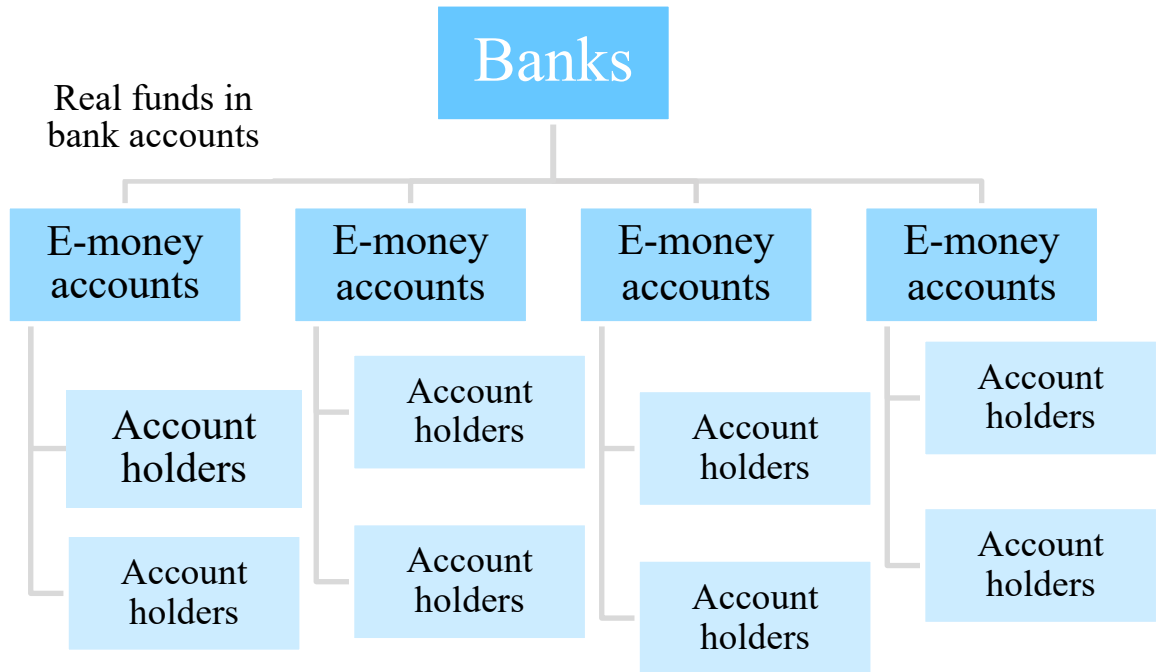 Banks
Real funds in
bank accounts
E-money
accounts
E-money
accounts
E-money
accounts
E-money
accounts
Account
holders
Account
holders
Account
holders
Account
holders
Account
holders
Account
holders
Account
holders
Account
holders